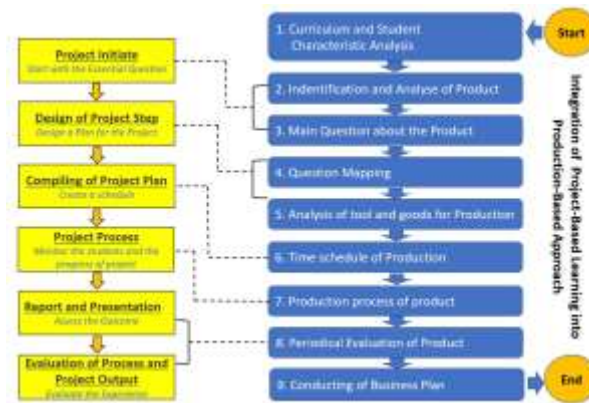 Project Initiate
Start with the Essential Question
Design of Project Step
Design a Plan for the Project
Compiling of Project Plan
Create a schedule
Project Process
Monitor the students and the
progress of project
Report and Presentation
Assess the Outcome
Evaluation of Process and
Project Output
Evaluate the Experience
1. Curriculum and Student
Characteristic Analysis
2. Indentification and Analyse of Product
3. Main Question about the Product
4. Question Mapping
5. Analysis of tool and goods for Production
6. Time schedule of Production
7. Production process of product
8. Periodical Evaluation of Product
9. Conducting of Business Plan
Start
Integration of Project-Based Learning into
Production-Based Approach
End